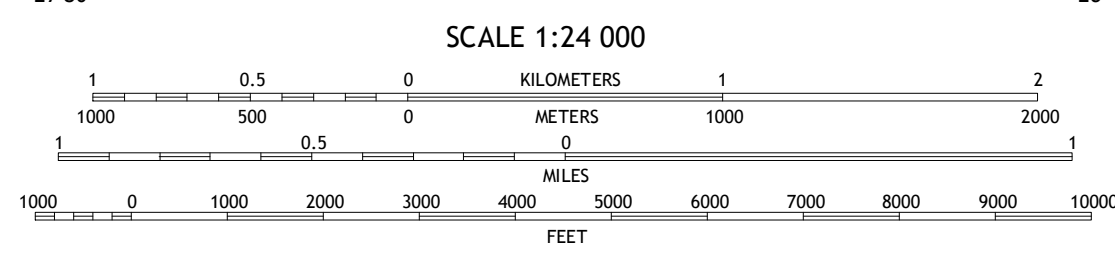 SCALE 1:24 000
1 0.5 0 KILOMETERS 1 2
1000 500 0 METERS 1000 2000
1 0.5 0 1
MILES
1000 0 1000 2000 3000 4000 5000 6000 7000 8000 9000 10000
FEET